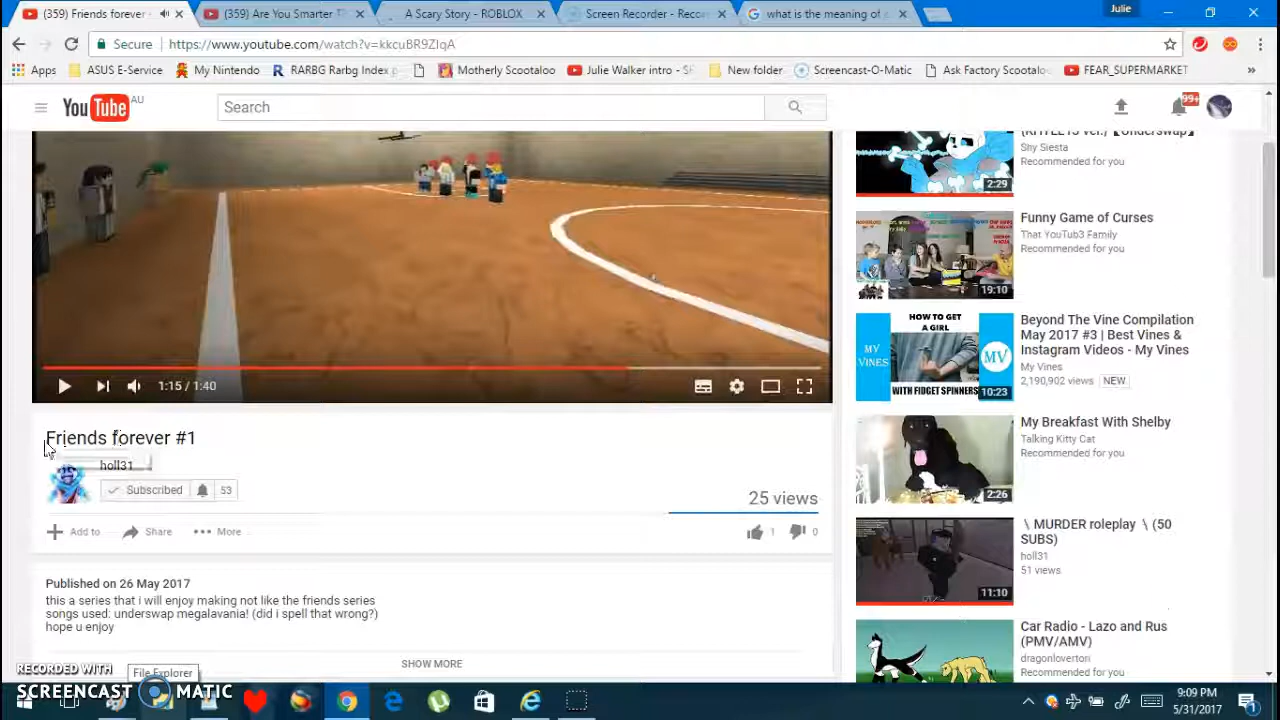 (359) Friends forever
(359) Are You Smarter T
A Scary Story - ROBLOX
Screen Recorder - Reco
what is the meaning of
Julie
Secure
https://www.youtube.com/watch?v=kkcuBR9ZIqA
Apps
ASUS E-Service
My Nintendo
RARBG Rarbg Index p
Motherly Scootaloo
Julie Walker intro - S
New folder
Screencast-O-Matic
Ask Factory Scootalo
FEAR_SUPERMARKET
»
YouTube AU
Search
99+
Shy Siesta
Recommended for you
2:29
Funny Game of Curses
That YouTub3 Family
Recommended for you
19:10
HOW TO GET
A GIRL
MV
VINES
MV
WITH FIDGET SPINNERS
10:23
Beyond The Vine Compilation
May 2017 #3 | Best Vines &
Instagram Videos - My Vines
My Vines
2,190,902 views NEW
1:15 / 1:40
Friends forever #1
holl31
Subscribed 53
25 views
Add to
Share
More
1
0
My Breakfast With Shelby
Talking Kitty Cat
Recommended for you
2:26
\ MURDER roleplay \ (50
SUBS)
holl31
51 views
11:10
Published on 26 May 2017
this a series that i will enjoy making not like the friends series
songs used: underswap megalavania! (did i spell that wrong?)
hope u enjoy
SHOW MORE
Car Radio - Lazo and Rus
(PMV/AMV)
dragonlovertori
Recommended for you
RECORDED WITH
SCREENCAST MATIC
File Explorer
9:09 PM
5/31/2017
1